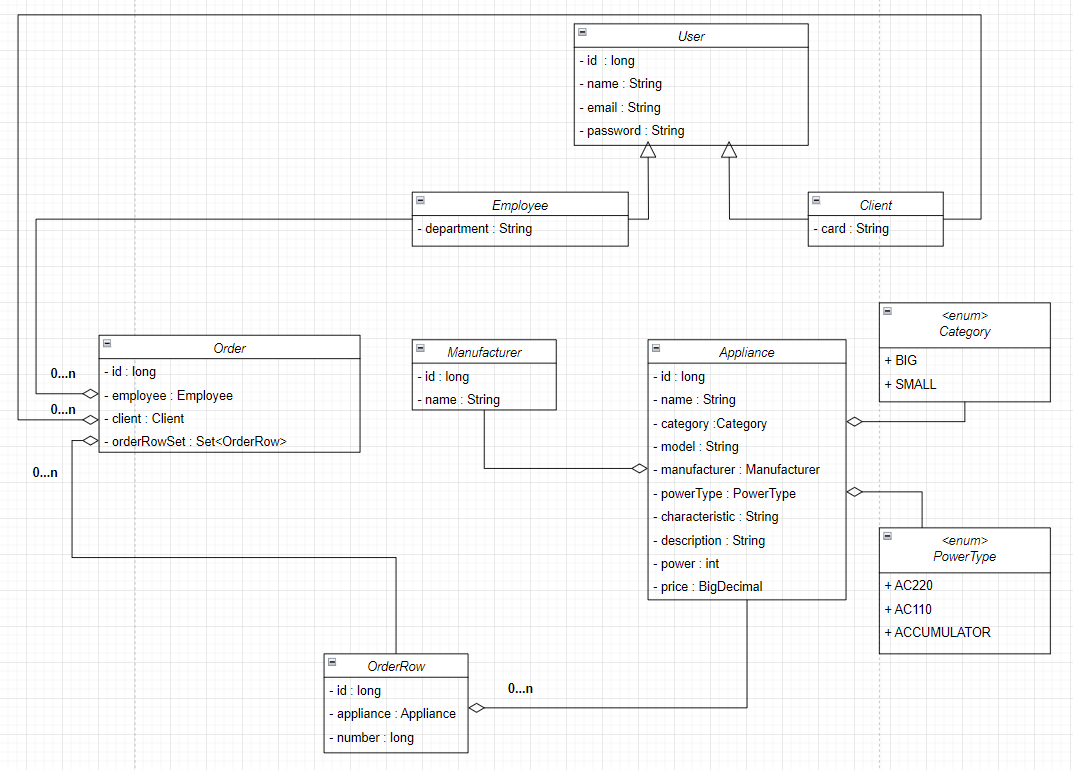 User
- id : long
- name : String
- email : String
- password : String
Employee
- department : String
Client
- card : String
Order
- id : long
- employee : Employee
- client : Client
- orderRowSet : Set<OrderRow>
0...n
0...n
0...n
Manufacturer
- id : long
- name : String
Appliance
- id : long
- name : String
- category :Category
- model : String
- manufacturer : Manufacturer
- powerType : PowerType
- characteristic : String
- description : String
- power : int
- price : BigDecimal
<enum>
Category
+ BIG
+ SMALL
<enum>
PowerType
+ AC220
+ AC110
+ ACCUMULATOR
OrderRow
- id : long
- appliance : Appliance
- number : long
0...n